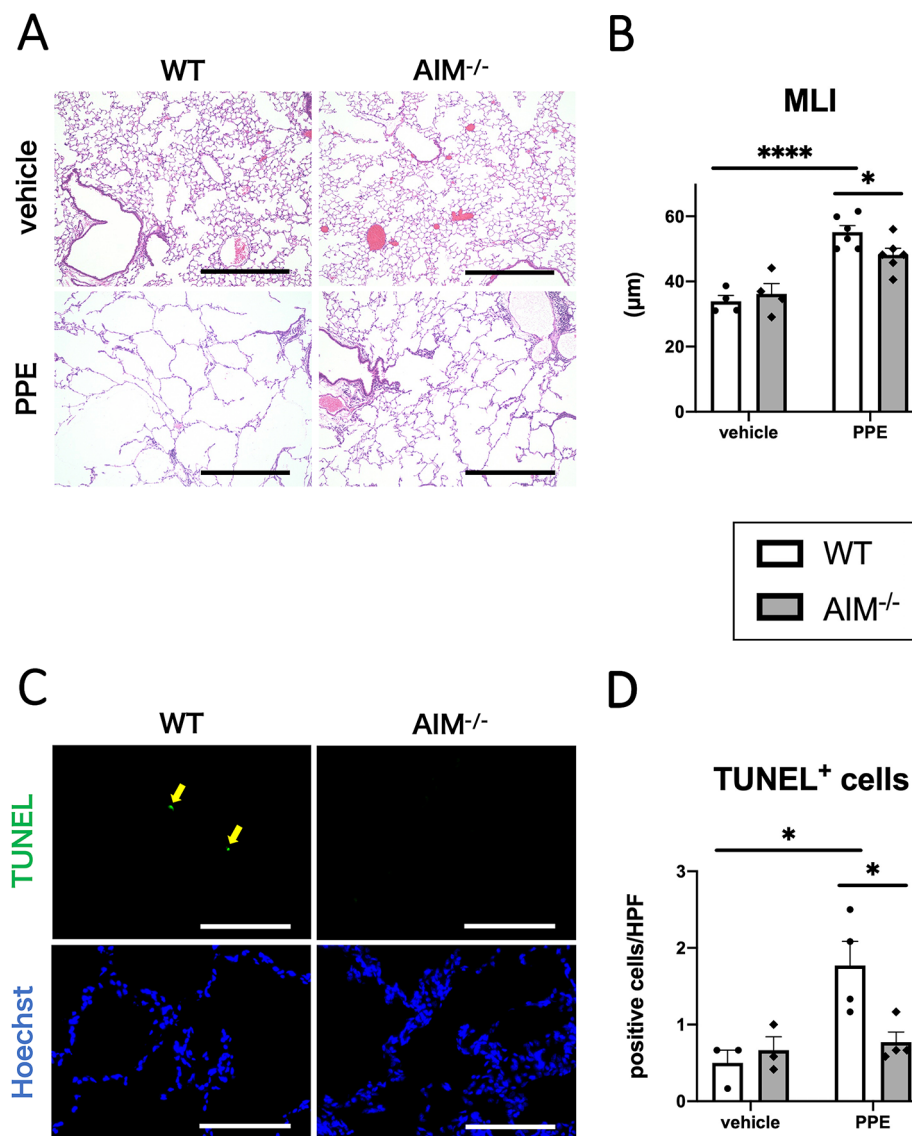 A
WT AIM-/-
vehicle
PPE
B
MLI
****
*
60
40
20
0
(µm)
vehicle PPE
WT
AIM-/-
C
WT AIM-/-
TUNEL
Hoechst
D
TUNEL+ cells
*
*
3
2
1
0
positive cells/HPF
vehicle PPE